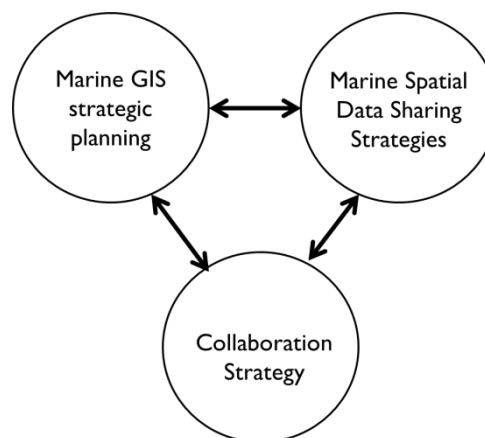 Marine GIS
strategic
planning
Marine Spatial
Data Sharing
Strategies
Collaboration
Strategy